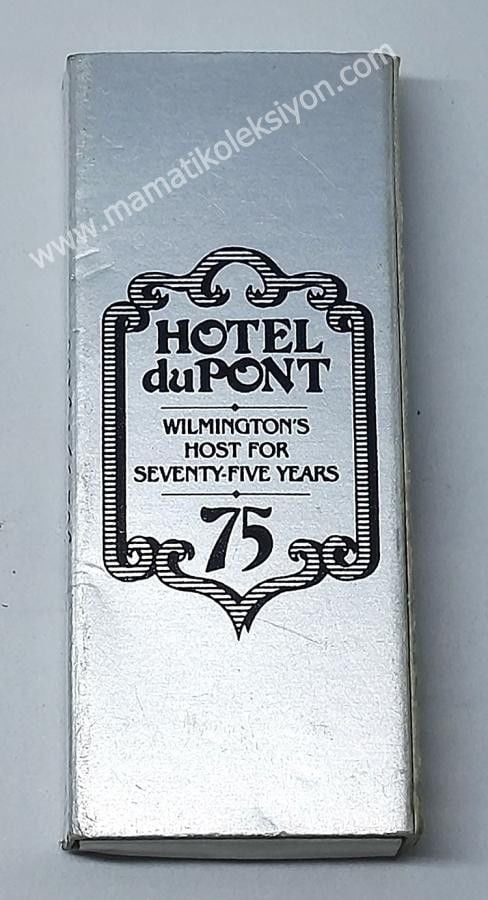 www.mamatikoleksiyon.com
HOTEL
duPONT
WILMINGTON'S
HOST FOR
SEVENTY-FIVE YEARS
75